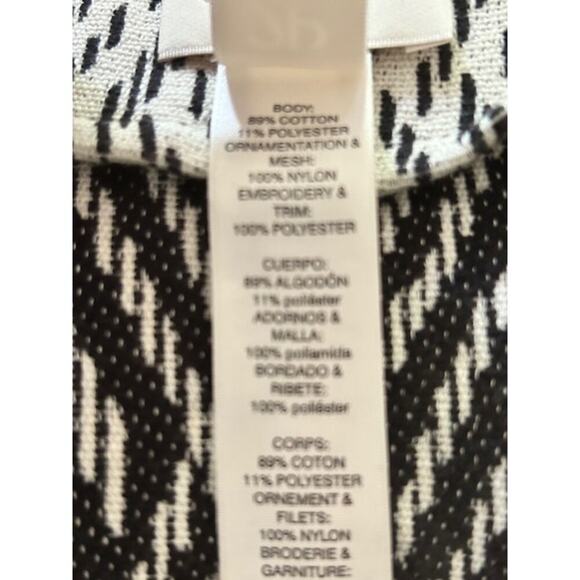 BODY:
89% COTTON
11% POLYESTER
ORNAMENTATION &
MESH:
100% NYLON
EMBROIDERY &
TRIM:
100% POLYESTER
CUERPO:
89% ALGODÓN
11% poliéster
ADORNOS &
MALLA:
100% poliamida
BORDADO &
RIBETE:
100% poliéster
CORPS:
89% COTON
11% POLYESTER
ORNEMENT &
FILETS:
100% NYLON
BRODERIE &
GARNITURE: